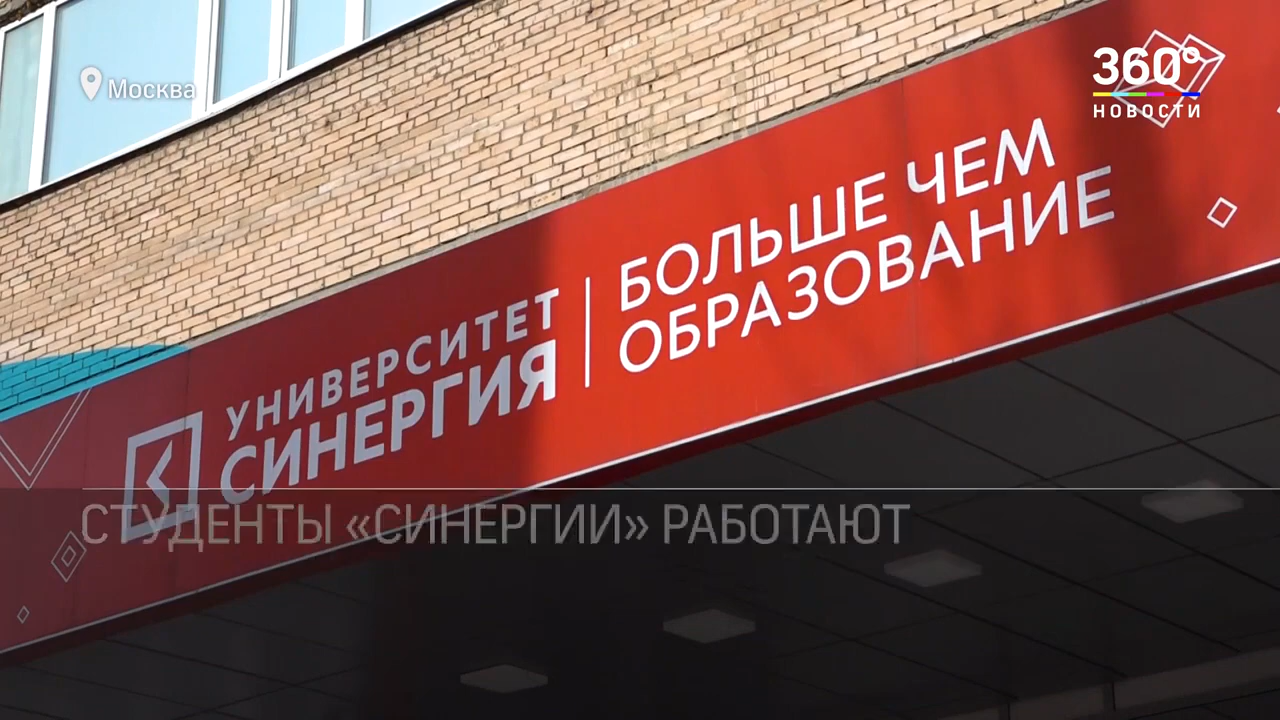 Москва
360°
НОВОСТИ
УНИВЕРСИТЕТ
СИНЕРГИЯ
БОЛЬШЕ ЧЕМ
ОБРАЗОВАНИЕ
СТУДЕНТЫ «СИНЕРГИИ» РАБОТАЮТ